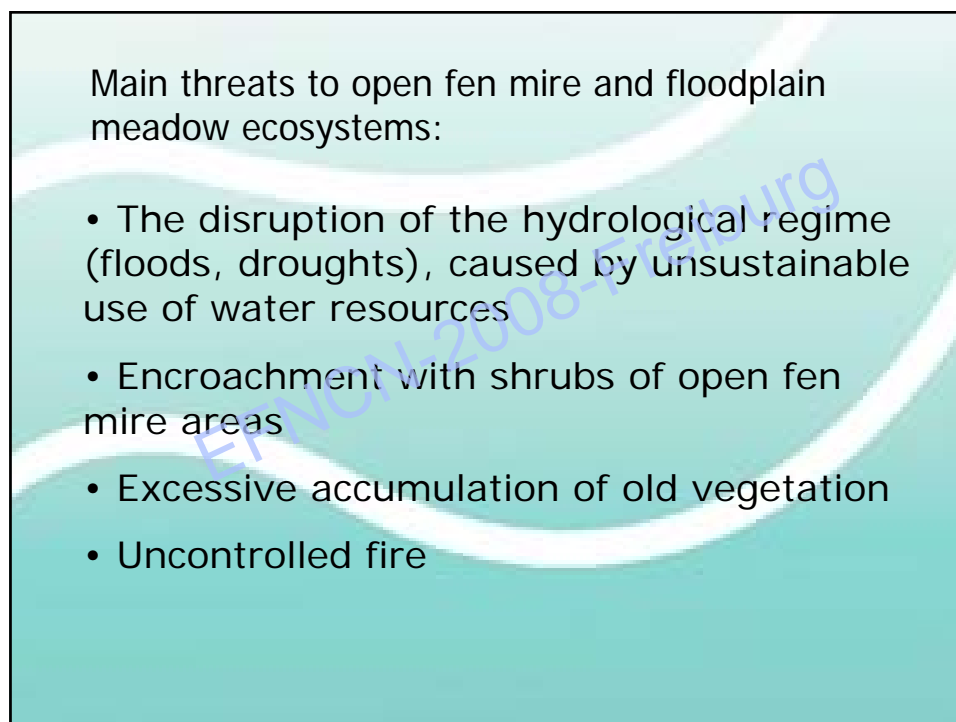 Main threats to open fen mire and floodplain
meadow ecosystems:
• The disruption of the hydrological regime
(floods, droughts), caused by unsustainable
use of water resources
• Encroachment with shrubs of open fen
mire areas
• Excessive accumulation of old vegetation
• Uncontrolled fire
EFNCN-2008-Freiburg